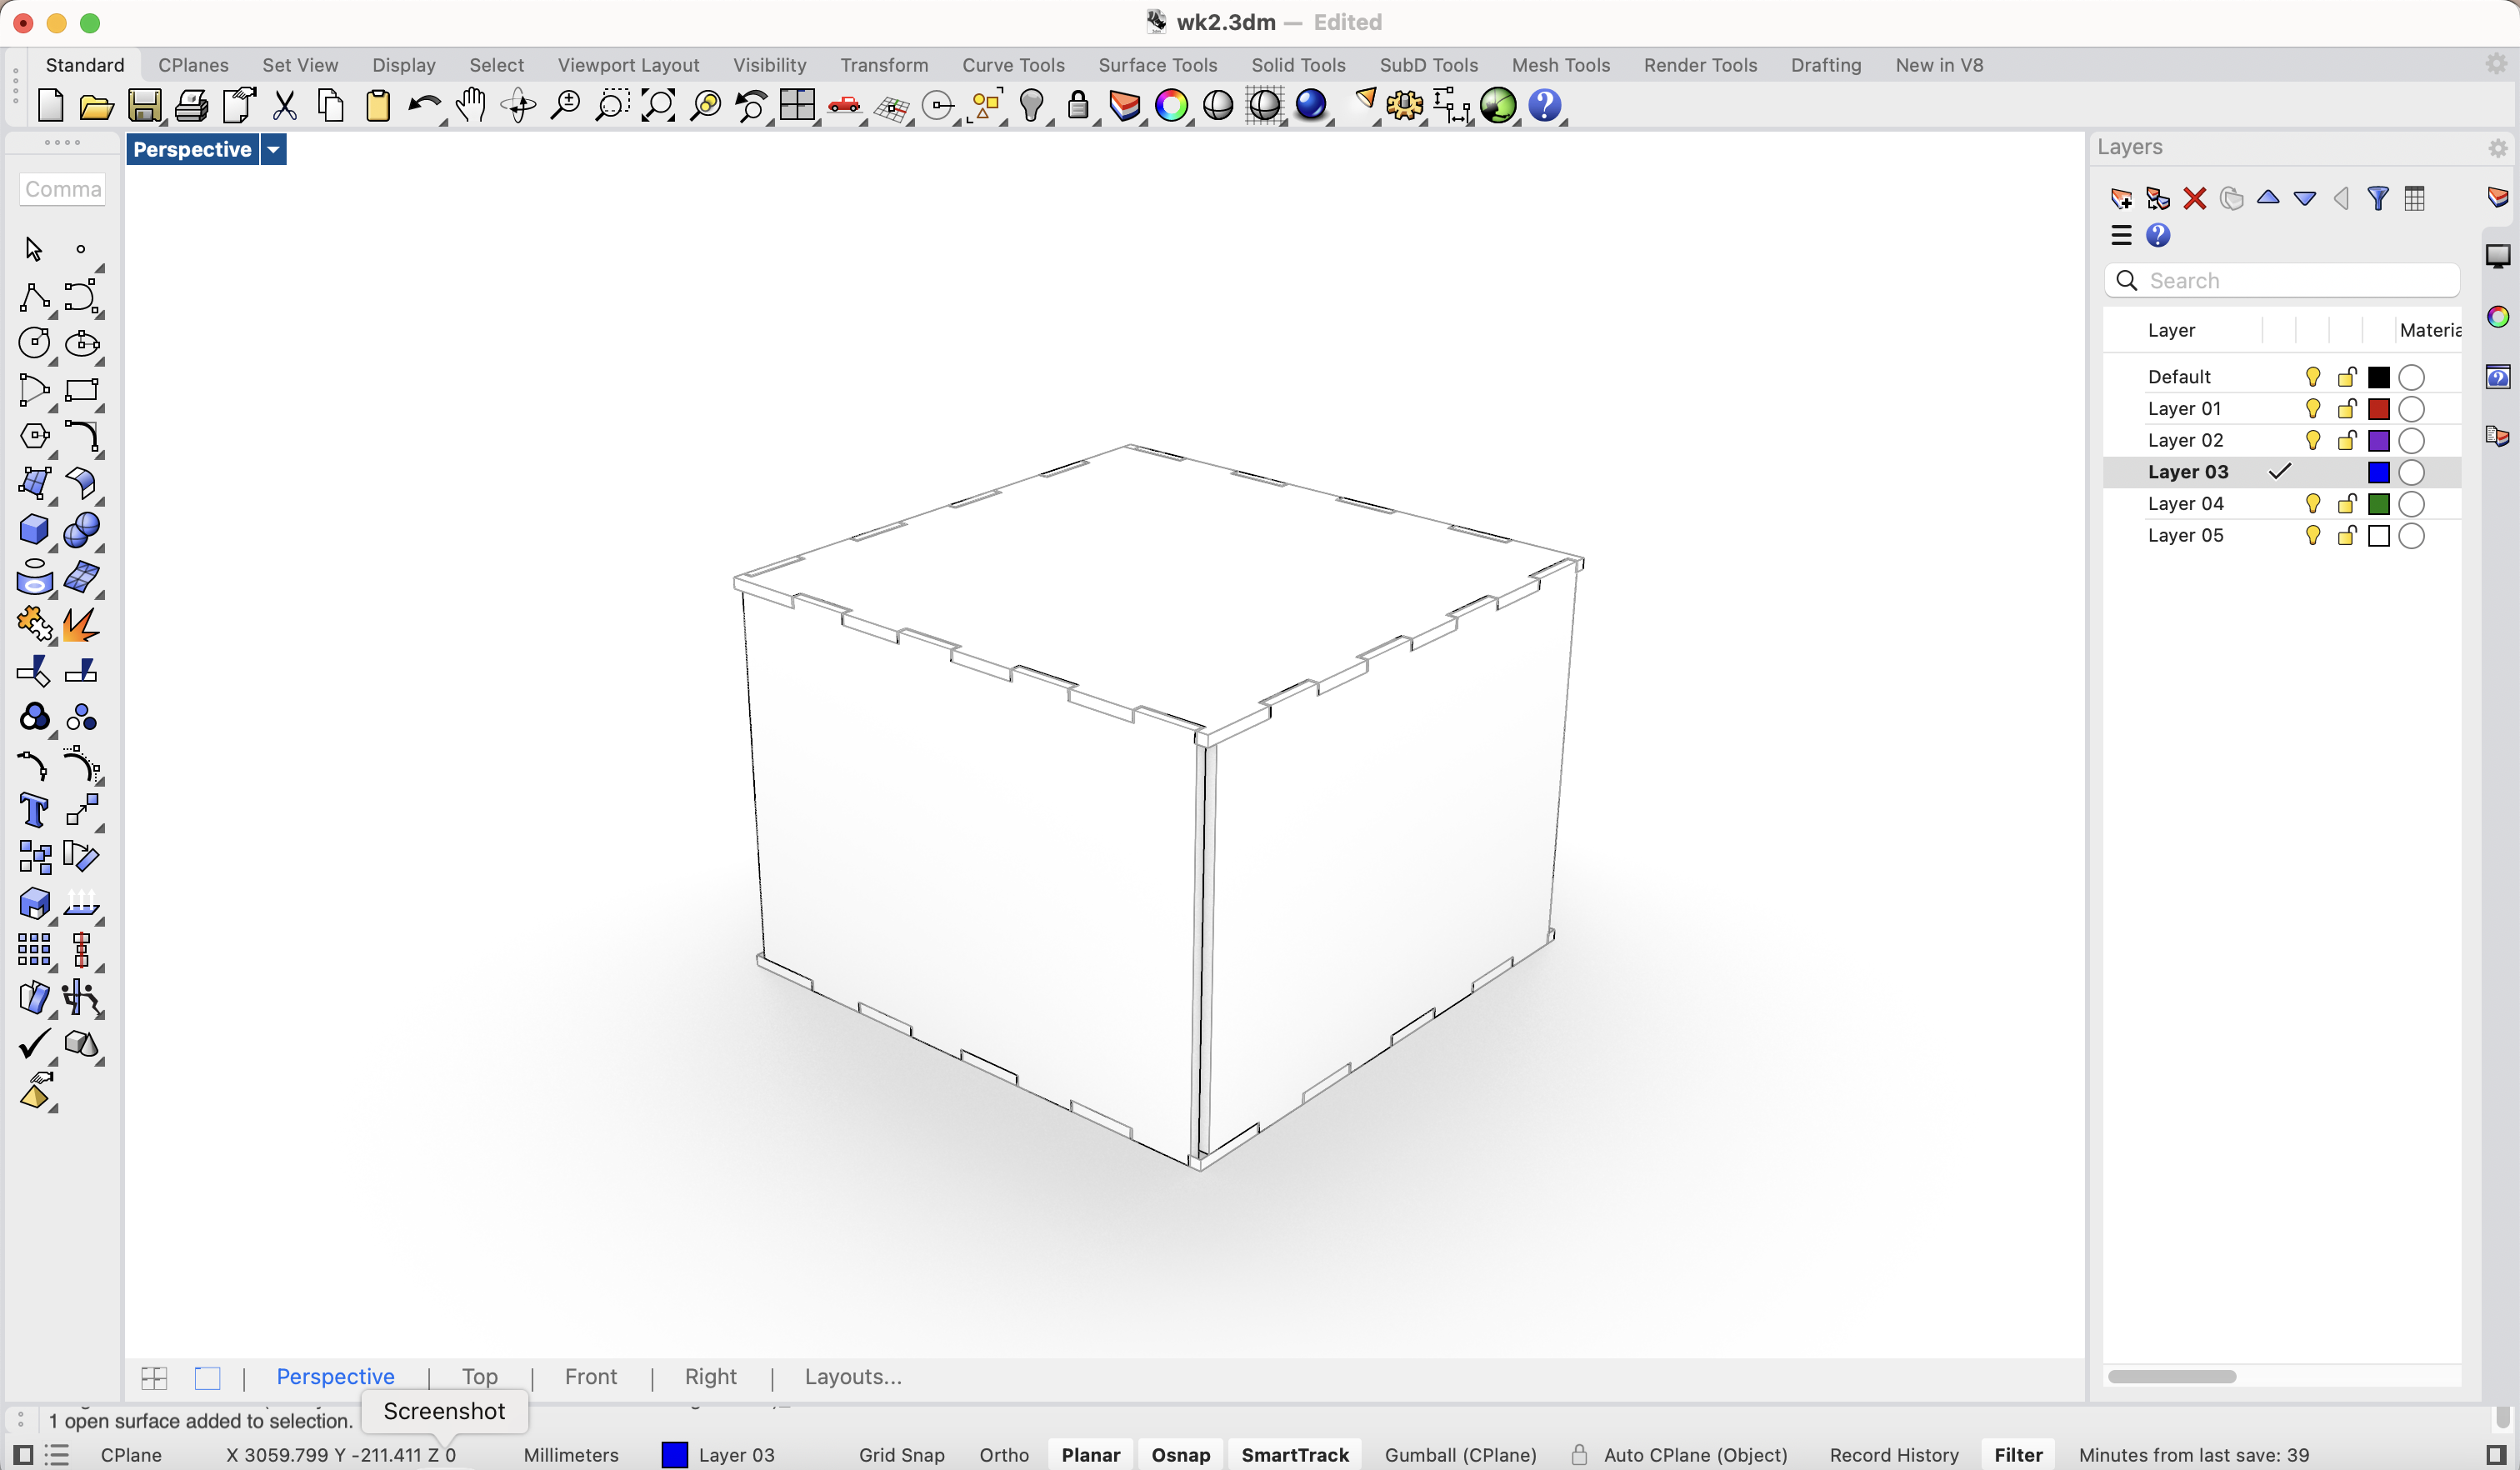 wk2.3dm — Edited
Standard CPlanes Set View Display Select Viewport Layout Visibility Transform Curve Tools Surface Tools Solid Tools SubD Tools Mesh Tools Render Tools Drafting New in V8
Perspective
Comma
Layers
Search
Layer Materia
Default
Layer 01
Layer 02
Layer 03
Layer 04
Layer 05
Perspective | Top | Front | Right | Layouts...
Screenshot
1 open surface added to selection.
CPlane X 3059.799 Y -211.411 Z 0 Millimeters Layer 03 Grid Snap Ortho Planar Osnap SmartTrack Gumball (CPlane) Auto CPlane (Object) Record History Filter Minutes from last save: 39